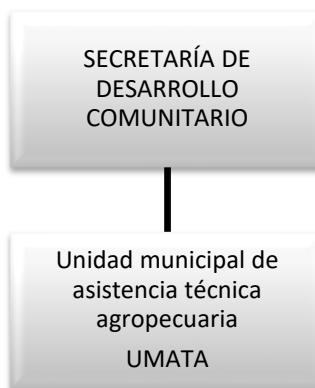 SECRETARÍA DE
DESARROLLO
COMUNITARIO
Unidad municipal de
asistencia técnica
agropecuaria
UMATA